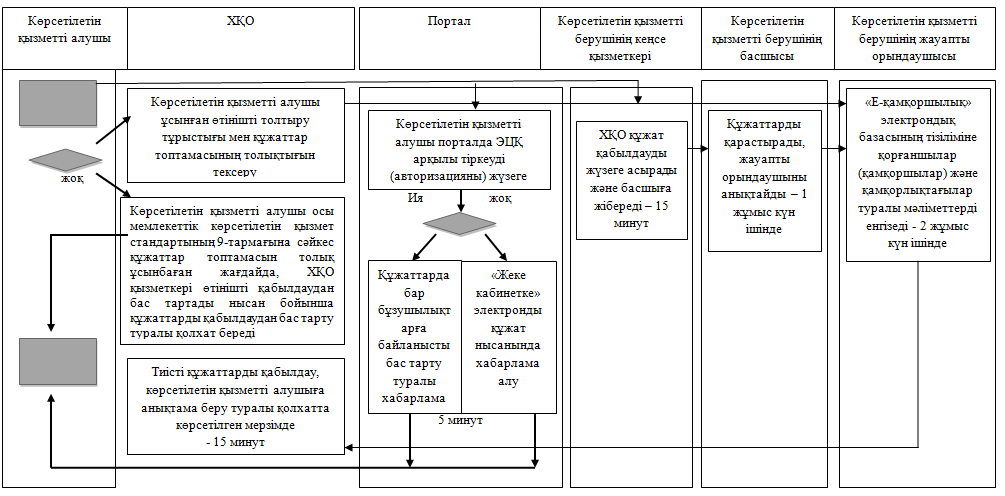 Көрсетілетін
қызметті алушы
ХҚО
Портал
Көрсетілетін қызметті
берушінің кеңсе
қызметкері
Көрсетілетін
қызметті берушінің
басшысы
Көрсетілетін қызметті
берушінің жауапты
орындаушысы
жоқ
Көрсетілетін қызметті алушы
ұсынған өтінішті толтыру
тұрыстығы мен құжаттар
топтамасының толықтығын
тексеру
Көрсетілетін қызметті алушы осы
мемлекеттік көрсетілетін қызмет
стандартының 9-тармағына сәйкес
құжаттар топтамасын толық
ұсынбаған жағдайда, ХҚО
қызметкері өтінішті қабылдаудан
бас тартады нысан бойынша
құжаттарды қабылдаудан бас тарту
туралы қолхат береді
Тиісті құжаттарды қабылдау,
көрсетілетін қызметті алушыға
анықтама беру туралы қолхатта
көрсетілген мерзімде
- 15 минут
Көрсетілетін қызметті
алушы порталда ЭЦҚ
арқылы тіркеуді
(авторизацияны) жүзеге
Ия
жоқ
Құжаттарда
бар
бұзушылықт
арға
байланысты
бас тарту
туралы
хабарлама
«Жеке
кабинетке»
электронды
құжат
нысанында
хабарлама
алу
5 минут
ХҚО құжат
қабылдауды
жүзеге асырады
және басшыға
жібереді – 15
минут
Құжаттарды
қарастырады,
жауапты
орындаушыны
анықтайды – 1
жұмыс күн
ішінде
«Е-қамқоршылық»
электрондық
базасының тізіліміне
қорғаншылар
(қамқоршылар) және
қамқорлықтағылар
туралы мәліметтерді
енгізеді - 2 жұмыс
күн ішінде